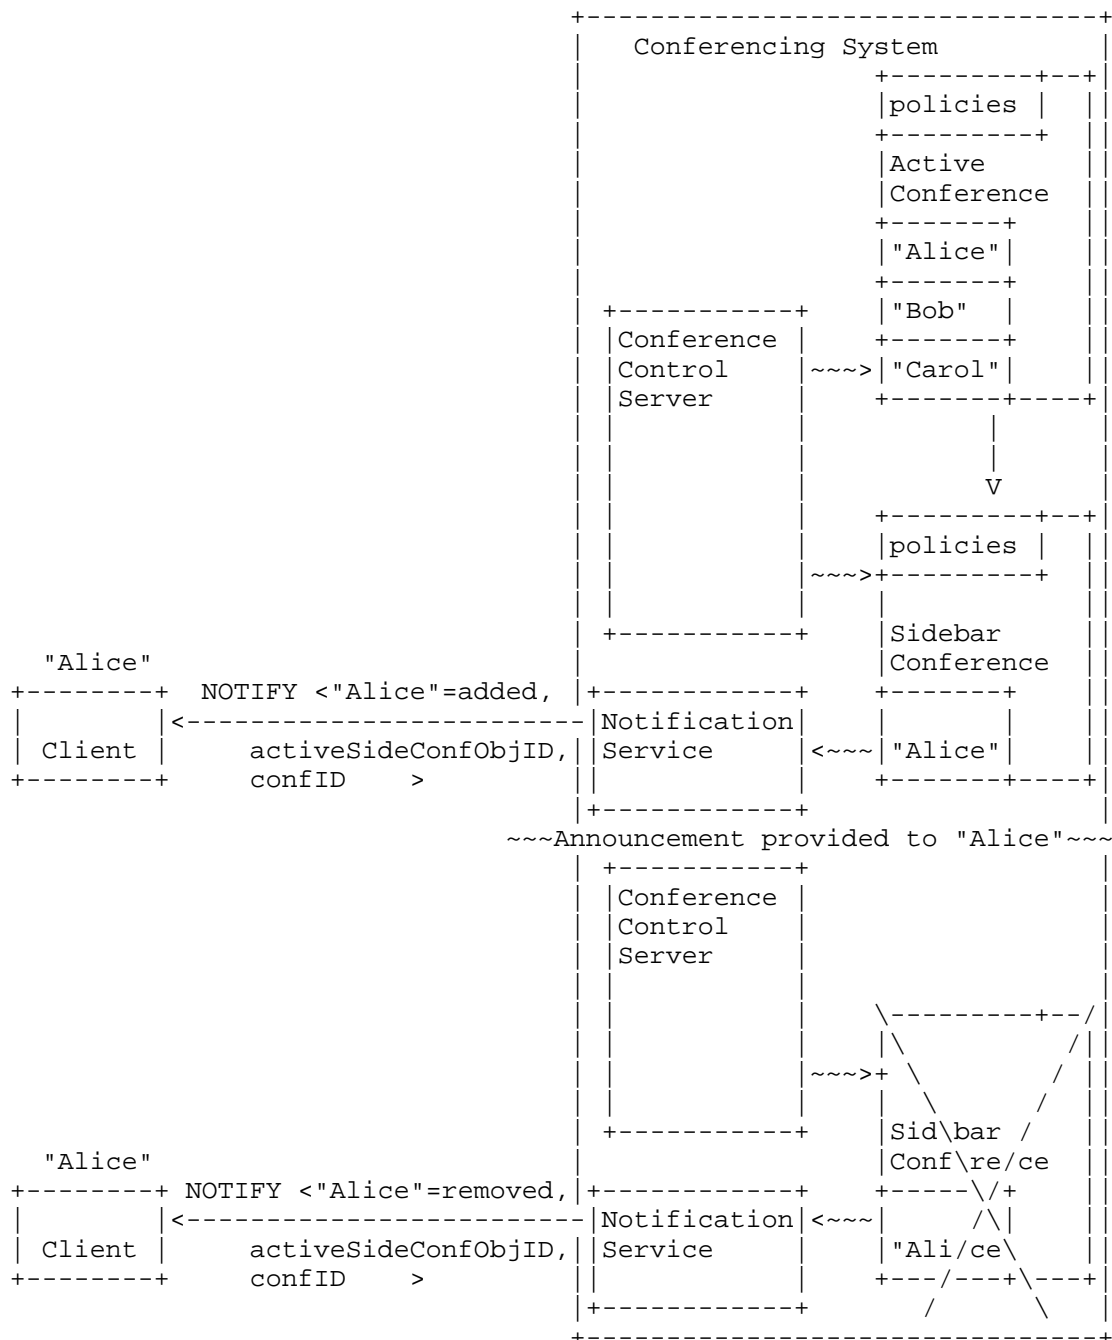 Conferencing System
policies
Active
Conference
"Alice"
"Bob"
Conference
Control ~~~> "Carol"
Server
V
policies
~~~>
Sidebar
"Alice" Conference
NOTIFY <"Alice"=added,
Notification
Client activeSideConfObjID, Service <~~~ "Alice"
confID >
~~~Announcement provided to "Alice"~~~
Conference
Control
Server
~~~>
Sid\bar
"Alice" Conf\re/ce
NOTIFY <"Alice"=removed,
Notification <~~~
Client activeSideConfObjID, Service "Ali/ce\
confID >